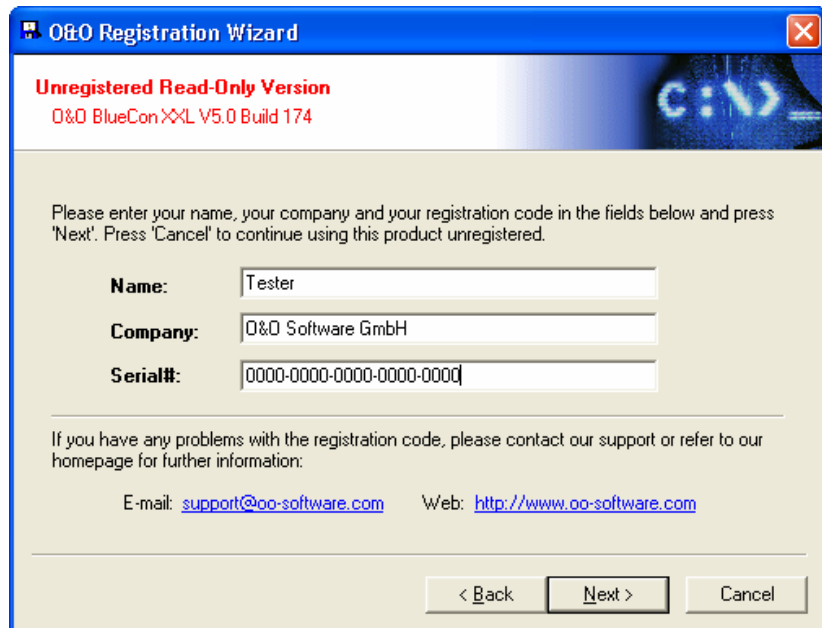 O&O Registration Wizard
Unregistered Read-Only Version
O&O BlueCon XXL V5.0 Build 174
C:\>_
Please enter your name, your company and your registration code in the fields below and press
'Next'. Press 'Cancel' to continue using this product unregistered.
Name: Tester
Company: O&O Software GmbH
Serial#: 0000-0000-0000-0000-0000
If you have any problems with the registration code, please contact our support or refer to our
homepage for further information:
E-mail: support@oo-software.com Web: http://www.oo-software.com
< Back Next > Cancel